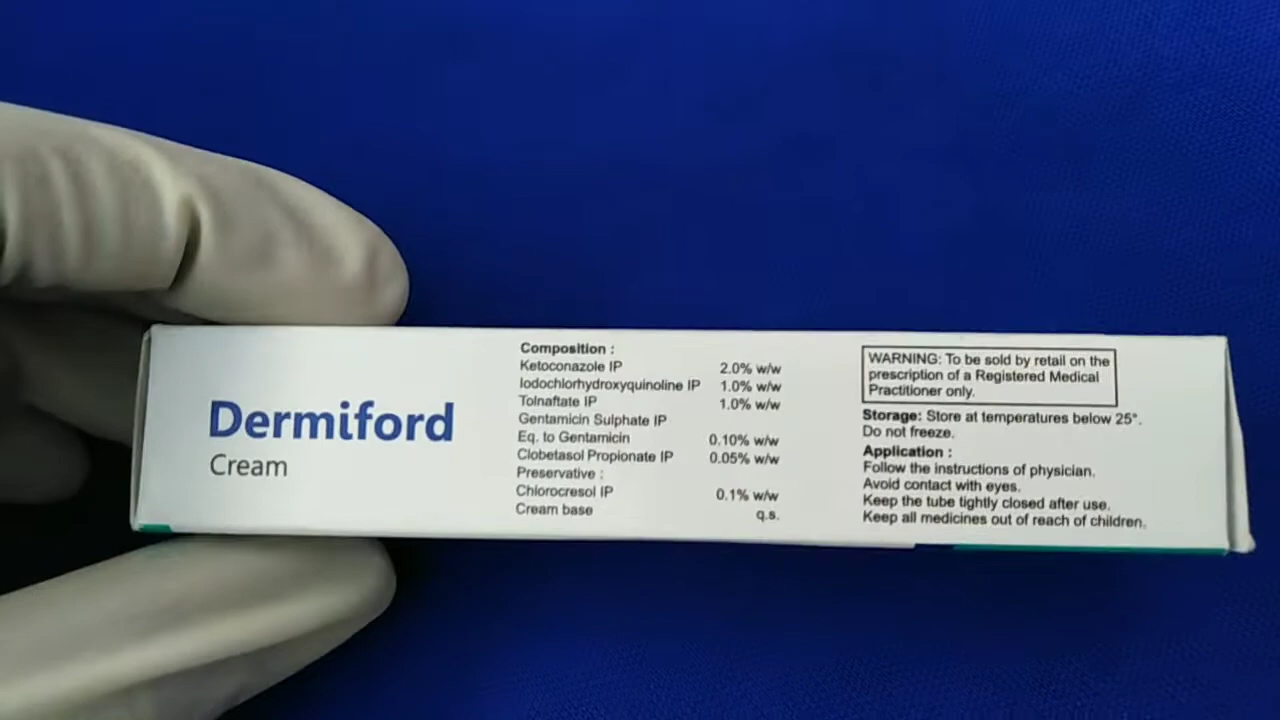 Dermiford
Cream
Composition :
Ketoconazole IP 2.0% w/w
Iodochlorhydroxyquinoline IP 1.0% w/w
Tolnaftate IP 1.0% w/w
Gentamicin Sulphate IP
Eq. to Gentamicin 0.10% w/w
Clobetasol Propionate IP 0.05% w/w
Preservative :
Chlorocresol IP 0.1% w/w
Cream base q.s.
WARNING: To be sold by retail on the
prescription of a Registered Medical
Practitioner only.
Storage: Store at temperatures below 25°.
Do not freeze.
Application :
Follow the instructions of physician.
Avoid contact with eyes.
Keep the tube tightly closed after use.
Keep all medicines out of reach of children.